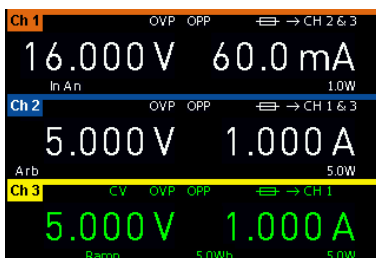 Ch 1 OVP OPP → CH 2 & 3
16.000 V 60.0 mA
In An 1.0W
Ch 2 OVP OPP → CH 1 & 3
5.000 V 1.000 A
Arb 5.0W
Ch 3 CV OVP OPP → CH 1
5.000 V 1.000 A
Ramp 5.0Wh 5.0W